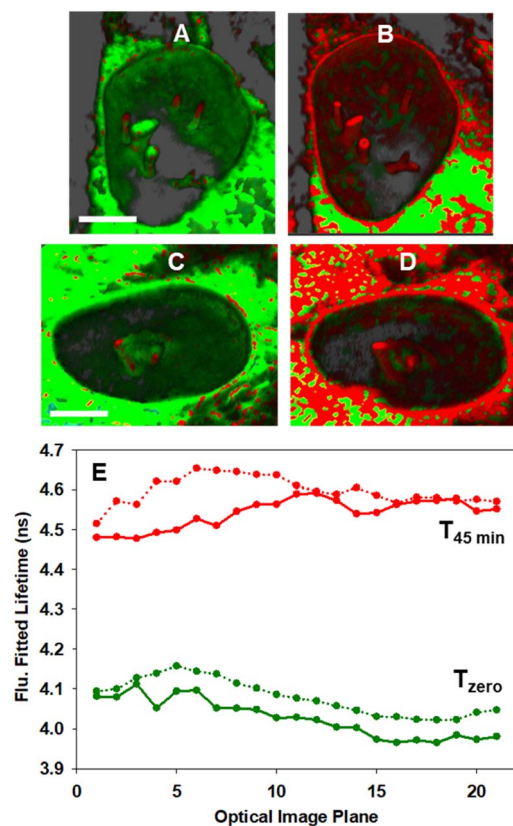 A
B
C
D
E
4.7
4.6
4.5
4.4
4.3
4.2
4.1
4.0
3.9
Flu. Fitted Lifetime (ns)
T45 min
Tzero
0 5 10 15 20
Optical Image Plane